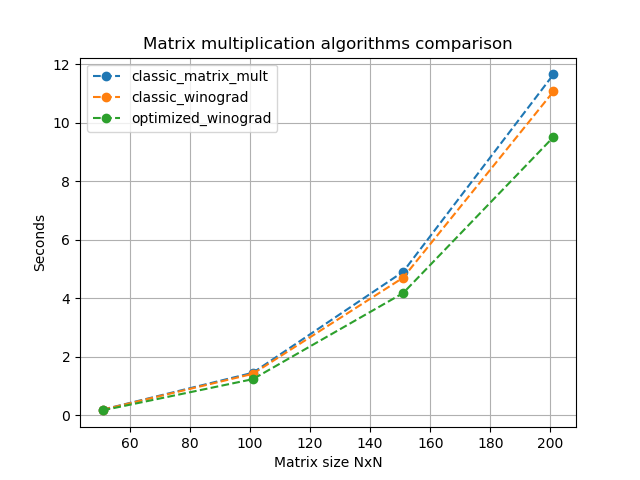 Matrix multiplication algorithms comparison
classic_matrix_mult
classic_winograd
optimized_winograd
Seconds
12
10
8
6
4
2
0
60 80 100 120 140 160 180 200
Matrix size NxN